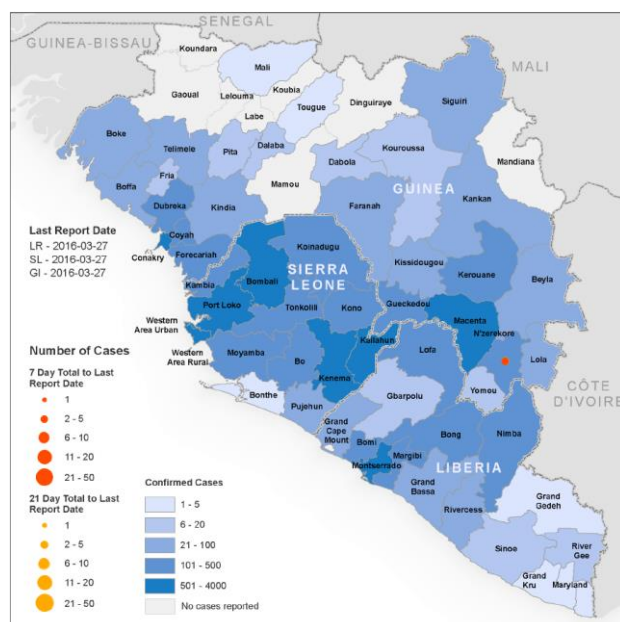 SENEGAL
GUINEA-BISSAU
MALI
Koundara
Mali
Gaoual
Lelouma
Koubia
Labe
Tougue
Dinguiraye
Siguiri
Boke
Telimele
Pita
Dalaba
Dabola
Kouroussa
Mandiana
Fria
Mamou
GUINEA
Boffa
Dubreka
Kindia
Faranah
Kankan
Last Report Date
LR - 2016-03-27
SL - 2016-03-27
GI - 2016-03-27
Coyah
Conakry
Forecariah
Koinadugu
Kissidougou
Kerouane
Beyla
Kambia
Bombali
SIERRA
LEONE
Gueckedou
Macenta
Port Loko
Tonkolili
Kono
N'zerekore
Western
Area Urban
Kailahun
Lofa
Lola
Number of Cases
7 Day Total to Last
Report Date
1
2 - 5
6 - 10
11 - 20
21 - 50
Western
Area Rural
Moyamba
Bo
Kenema
Yomou
CÔTE
D'IVOIRE
Bonthe
Pujehun
Gbarpolu
Grand
Cape
Mount
Bomi
Bong
Nimba
Margibi
LIBERIA
Montserrado
Grand
Bassa
Rivercess
Grand
Gedeh
Sinoe
River
Gee
Grand
Kru
Maryland
21 Day Total to Last
Report Date
1
2 - 5
6 - 10
11 - 20
21 - 50
Confirmed Cases
1 - 5
6 - 20
21 - 100
101 - 500
501 - 4000
No cases reported